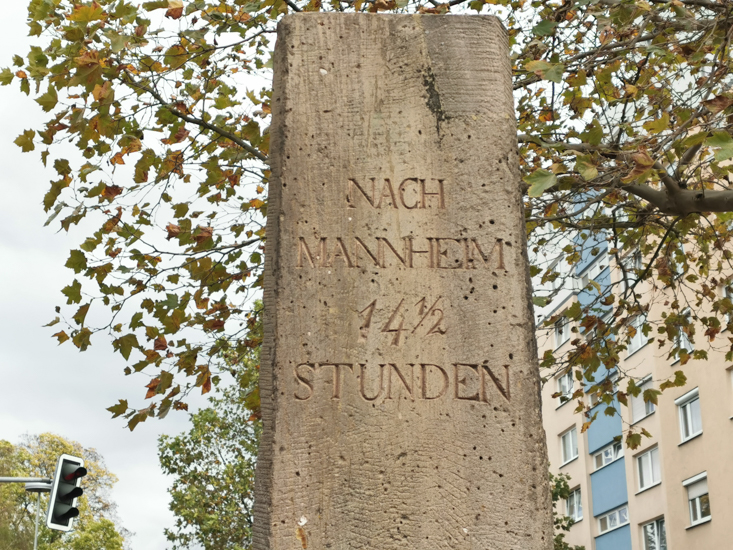 NACH
MANNHEIM
14½
STUNDEN